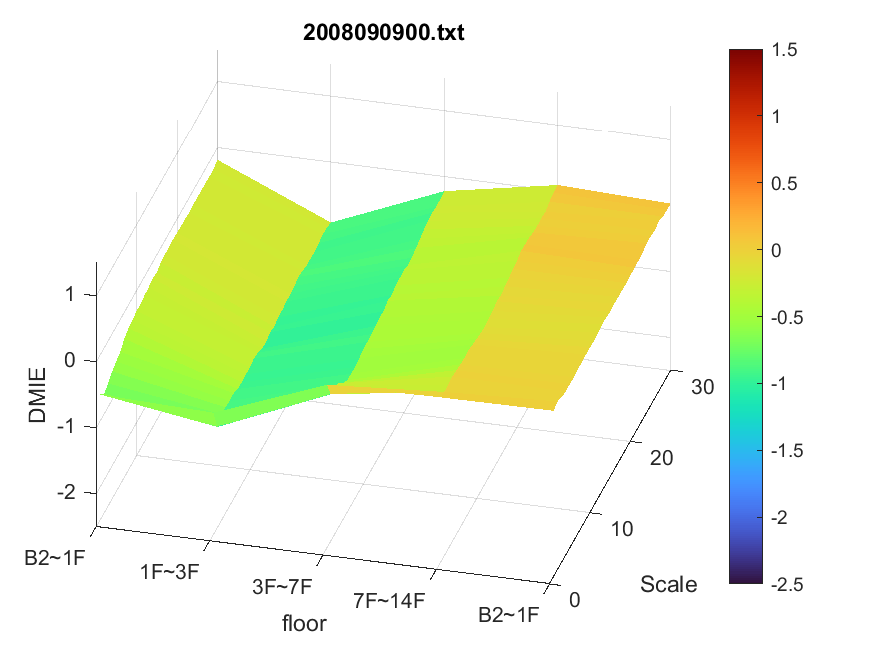 2008090900.txt
1
0
-1
-2
DMIE
B2~1F
1F~3F
3F~7F
7F~14F
B2~1F
floor
0
10
20
30
Scale
1.5
1
0.5
0
-0.5
-1
-1.5
-2
-2.5